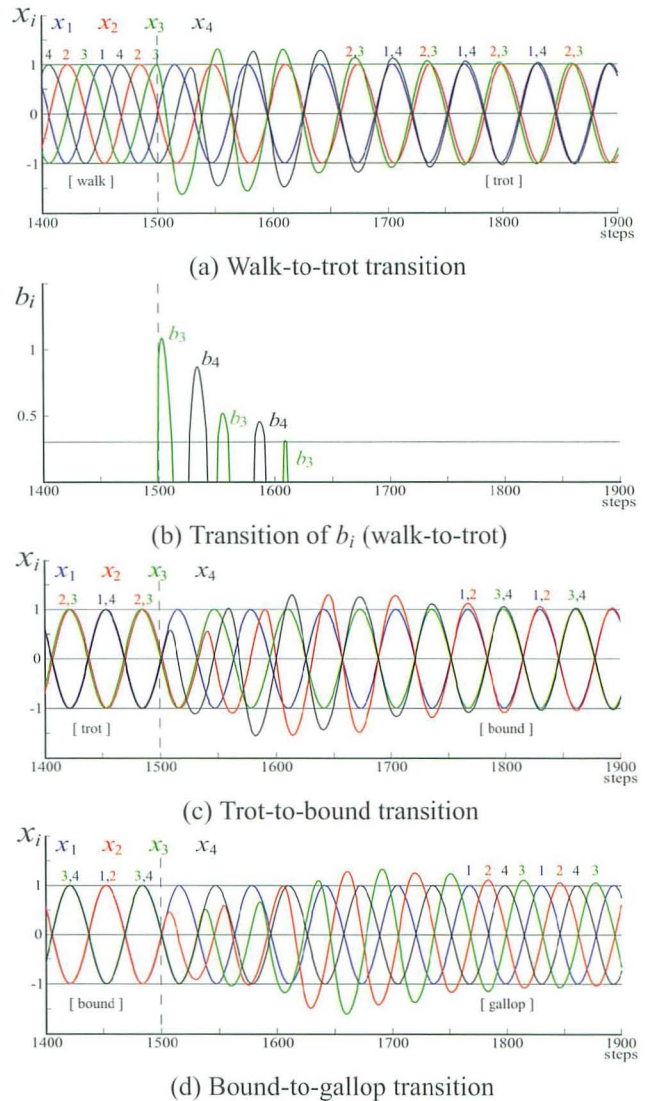 xi x1 x2 x3 x4
4 2 3 1 4 2 3 2,3 1,4 2,3 1,4 2,3 1,4 2,3
1
0
-1
[ walk ] [ trot ]
1400 1500 1600 1700 1800 1900
steps
(a) Walk-to-trot transition
bi
b3
1
b4
0.5
b3 b4
b3
1400 1500 1600 1700 1800 1900
steps
(b) Transition of bi (walk-to-trot)
xi x1 x2 x3 x4
2,3 1,4 2,3 1,2 3,4 1,2 3,4
1
0
-1
[ trot ] [ bound ]
1400 1500 1600 1700 1800 1900
steps
(c) Trot-to-bound transition
xi x1 x2 x3 x4
3,4 1,2 3,4 1 2 4 3 1 2 4 3
1
0
-1
[ bound ] [ gallop ]
1400 1500 1600 1700 1800 1900
steps
(d) Bound-to-gallop transition